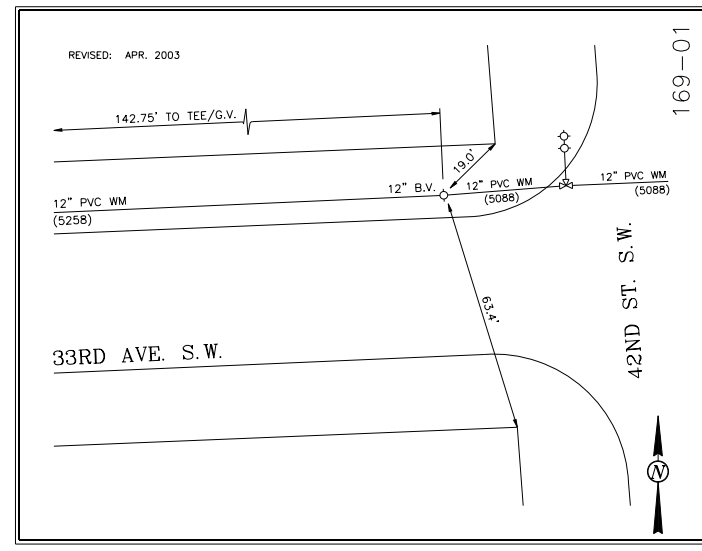 REVISED: APR. 2003
169-01
142.75' TO TEE/G.V.
19.0'
12" PVC WM
(5258)
12" B.V.
12" PVC WM
(5088)
12" PVC WM
(5088)
63.4'
33RD AVE. S.W.
42ND ST. S.W.
N